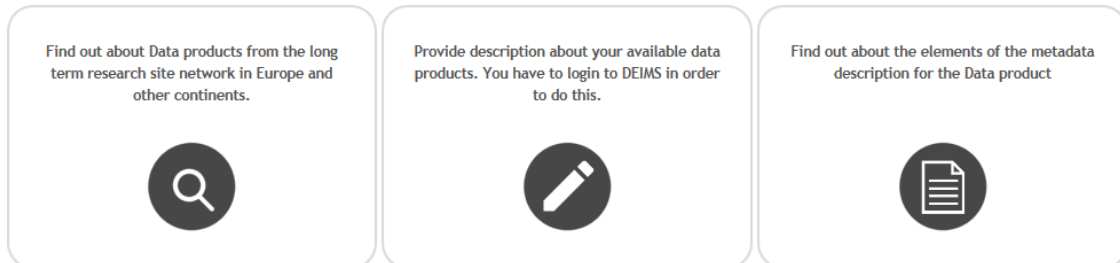 Find out about Data products from the long
term research site network in Europe and
other continents.
Provide description about your available data
products. You have to login to DEIMS in order
to do this.
Find out about the elements of the metadata
description for the Data product